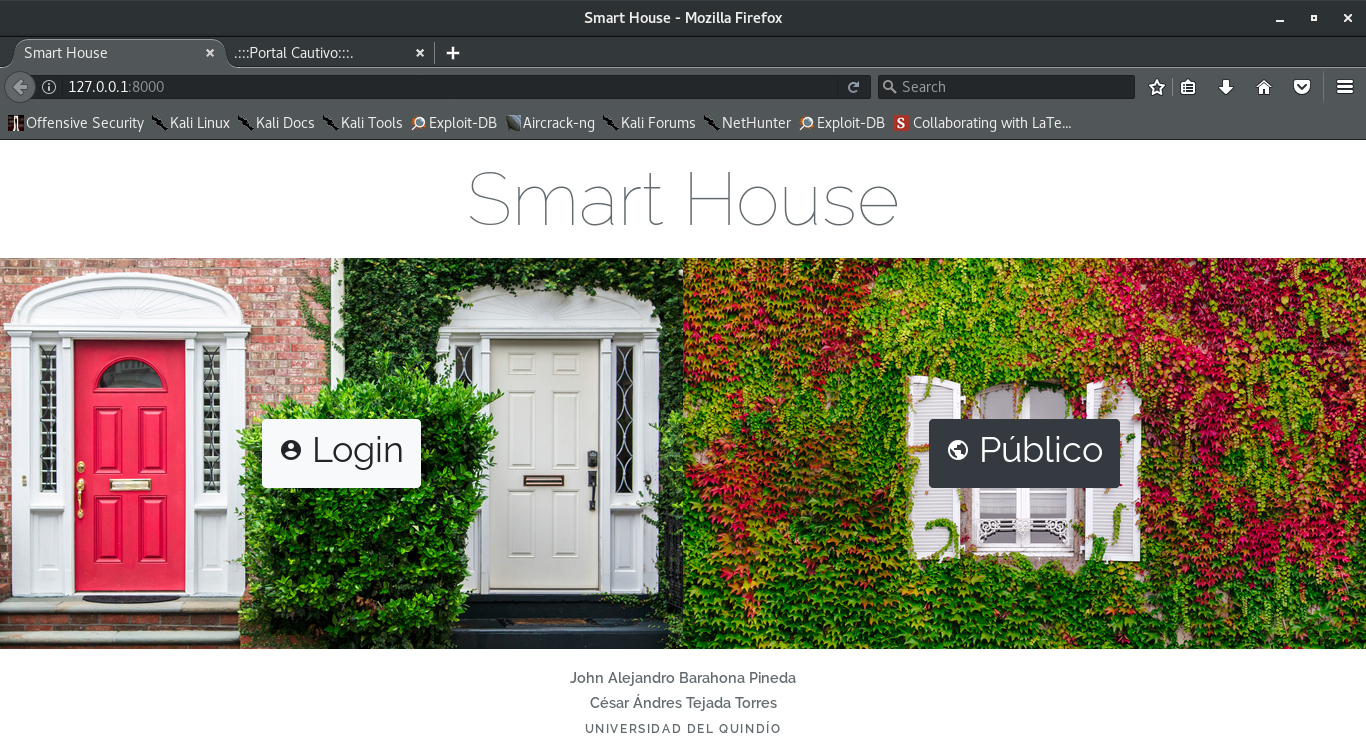 Smart House - Mozilla Firefox
Smart House
.:::Portal Cautivo:::.
127.0.0.1:8000
Search
Offensive Security Kali Linux Kali Docs Kali Tools Exploit-DB Aircrack-ng Kali Forums NetHunter Exploit-DB S Collaborating with LaTe...
Smart House
Login
Público
John Alejandro Barahona Pineda
César Ándres Tejada Torres
UNIVERSIDAD DEL QUINDÍO